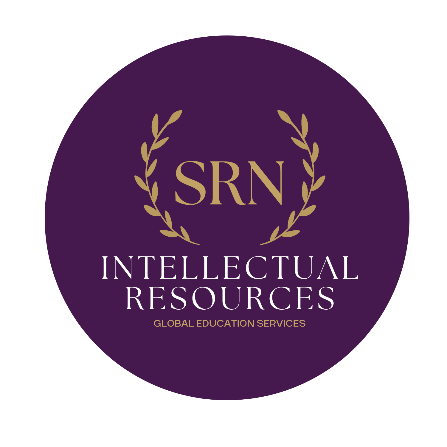 SRN
INTELLECTUAL
RESOURCES
GLOBAL EDUCATION SERVICES